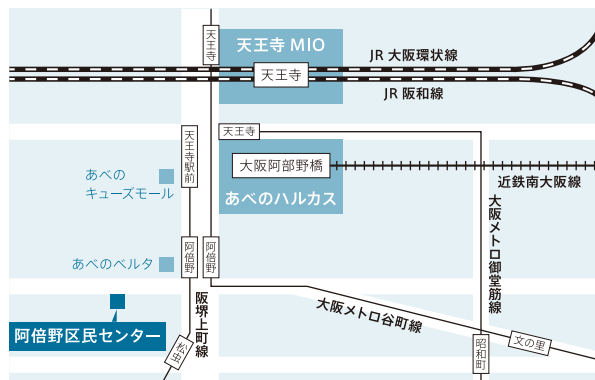 天王寺
天王寺 MIO
天王寺
JR 大阪環状線
JR 阪和線
天王寺
天王寺駅前
大阪阿部野橋
あべのハルカス
近鉄南大阪線
あべの
キューズモール
あべのベルタ
阿倍野
阿倍野
大阪メトロ御堂筋線
阿倍野区民センター
阪堺上町線
大阪メトロ谷町線
松虫
昭和町
文の里